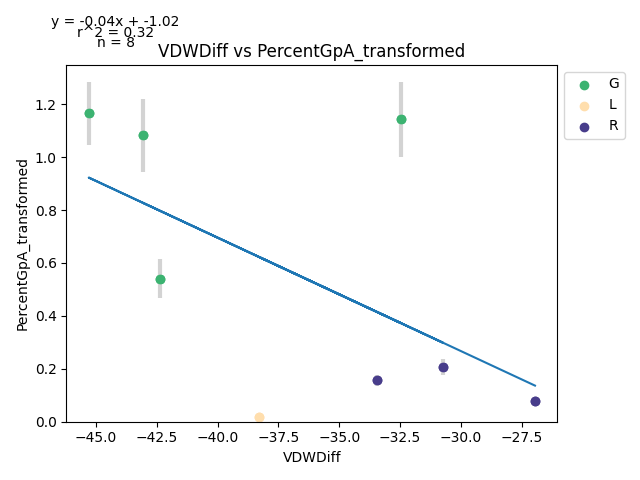 y = -0.04x + -1.02
r^2 = 0.32
n = 8
VDWDiff vs PercentGpA_transformed
G
L
R
PercentGpA_transformed
1.2
1.0
0.8
0.6
0.4
0.2
0.0
−45.0 −42.5 −40.0 −37.5 −35.0 −32.5 −30.0 −27.5
VDWDiff